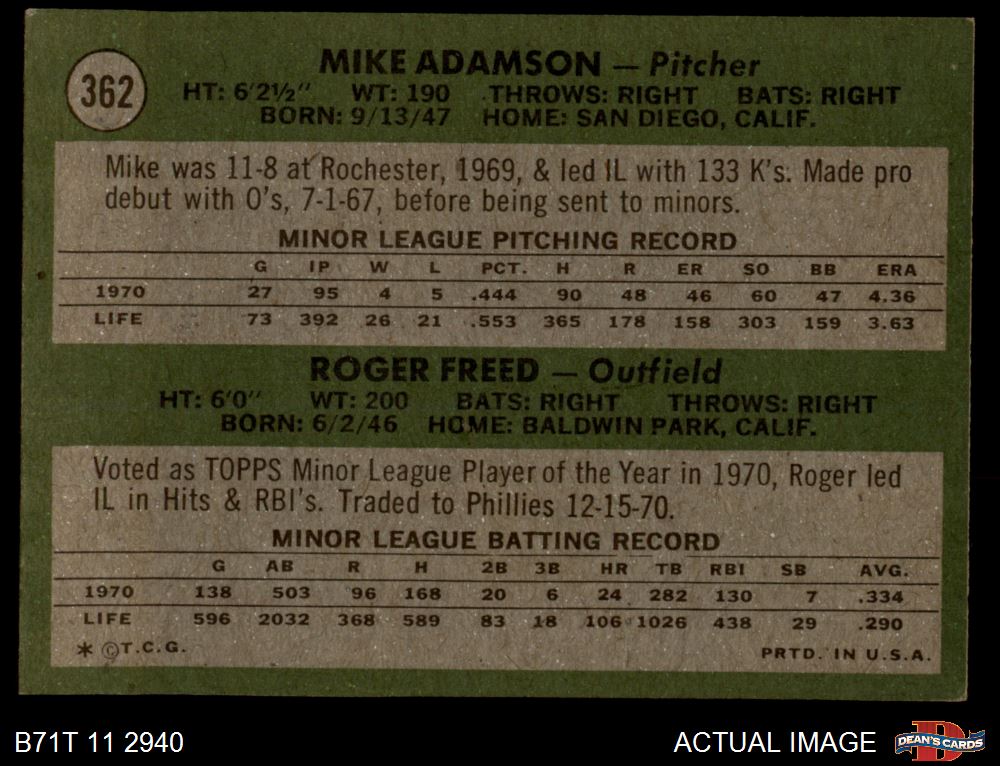 362
MIKE ADAMSON — Pitcher
HT: 6'2½" WT: 190 THROWS: RIGHT BATS: RIGHT
BORN: 9/13/47 HOME: SAN DIEGO, CALIF.
Mike was 11-8 at Rochester, 1969, & led IL with 133 K's. Made pro
debut with O's, 7-1-67, before being sent to minors.
MINOR LEAGUE PITCHING RECORD
G IP W L PCT. H R ER SO BB ERA
1970 27 95 4 5 .444 90 48 46 60 47 4.36
LIFE 73 392 26 21 .553 365 178 158 303 159 3.63
ROGER FREED — Outfield
HT: 6'0" WT: 200 BATS: RIGHT THROWS: RIGHT
BORN: 6/2/46 HOME: BALDWIN PARK, CALIF.
Voted as TOPPS Minor League Player of the Year in 1970, Roger led
IL in Hits & RBI's. Traded to Phillies 12-15-70.
MINOR LEAGUE BATTING RECORD
G AB R H 2B 3B HR TB RBI SB AVG.
1970 138 503 96 168 20 6 24 282 130 7 .334
LIFE 596 2032 368 589 83 18 106 1026 438 29 .290
* ©T.C.G. PRTD. IN U.S.A.
B71T 11 2940 ACTUAL IMAGE DEAN'S CARDS